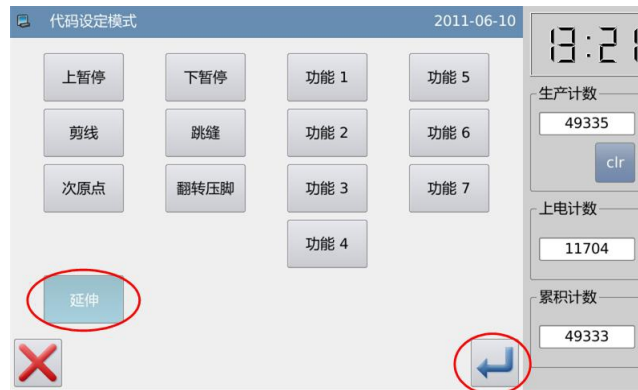 代码设定模式 2011-06-10
上暂停 下暂停 功能 1 功能 5
剪线 跳缝 功能 2 功能 6
次原点 翻转压脚 功能 3 功能 7
功能 4
延伸
13:21
生产计数
49335
clr
上电计数
11704
累积计数
49333